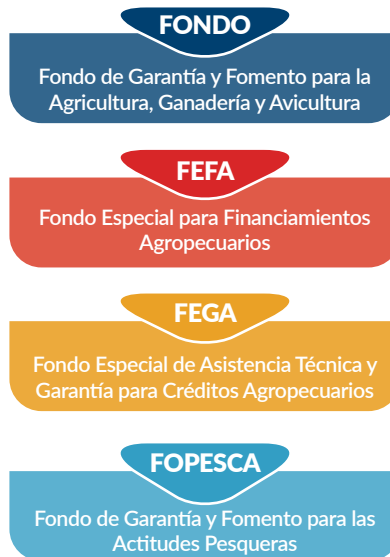 FONDO
Fondo de Garantía y Fomento para la
Agricultura, Ganadería y Avicultura
FEFA
Fondo Especial para Financiamientos
Agropecuarios
FEGA
Fondo Especial de Asistencia Técnica y
Garantía para Créditos Agropecuarios
FOPESCA
Fondo de Garantía y Fomento para las
Actitudes Pesqueras